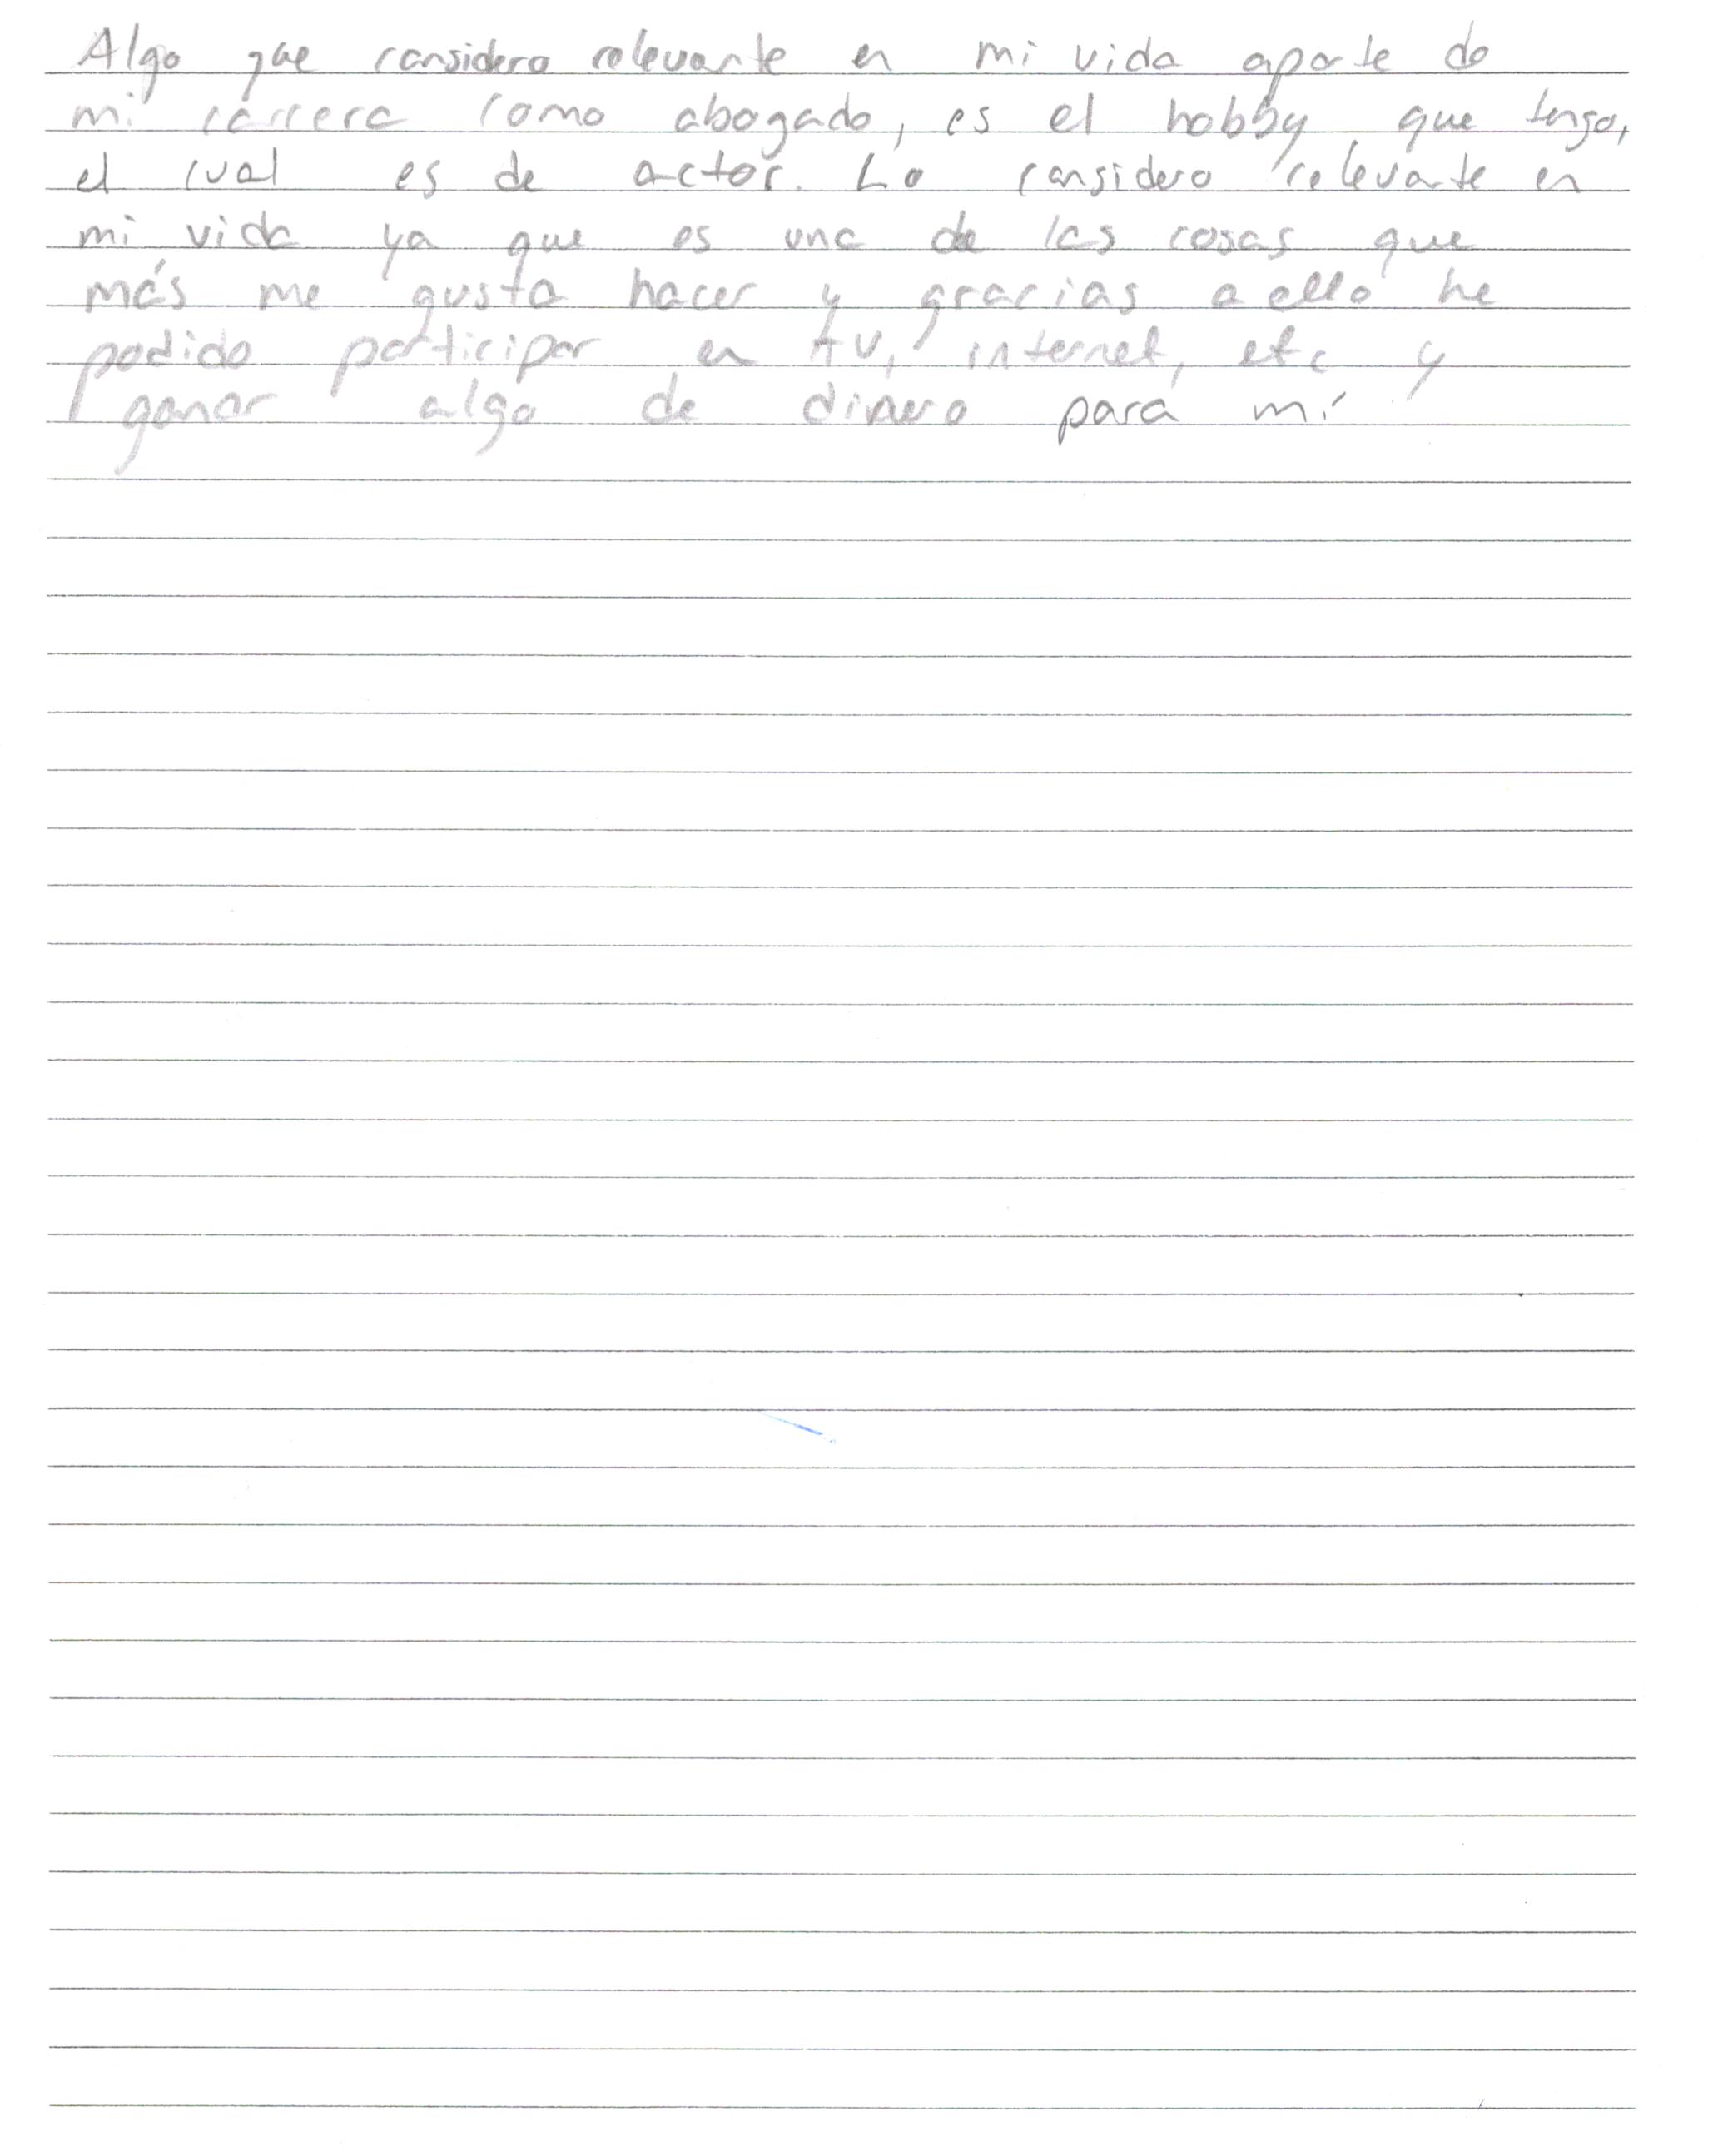 Algo que considero relevante en mi vida aparte de
mi carrera como abogado, es el hobby que tengo,
el cual es de actor. Lo considero relevante en
mi vida ya que es una de las cosas que
más me gusta hacer y gracias a ello he
podido participar en tv, internet, etc y
ganar algo de dinero para mí